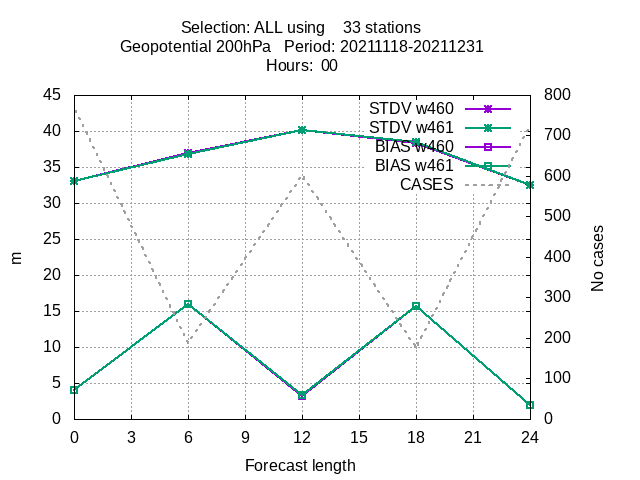 Selection: ALL using    33 stations
Geopotential 200hPa   Period: 20211118-20211231
Hours:  00
45
40
35
30
25
20
15
10
5
0
m
800
700
600
500
400
300
200
100
0
No cases
STDV w460
STDV w461
BIAS w460
BIAS w461
CASES
0 3 6 9 12 15 18 21 24
Forecast length